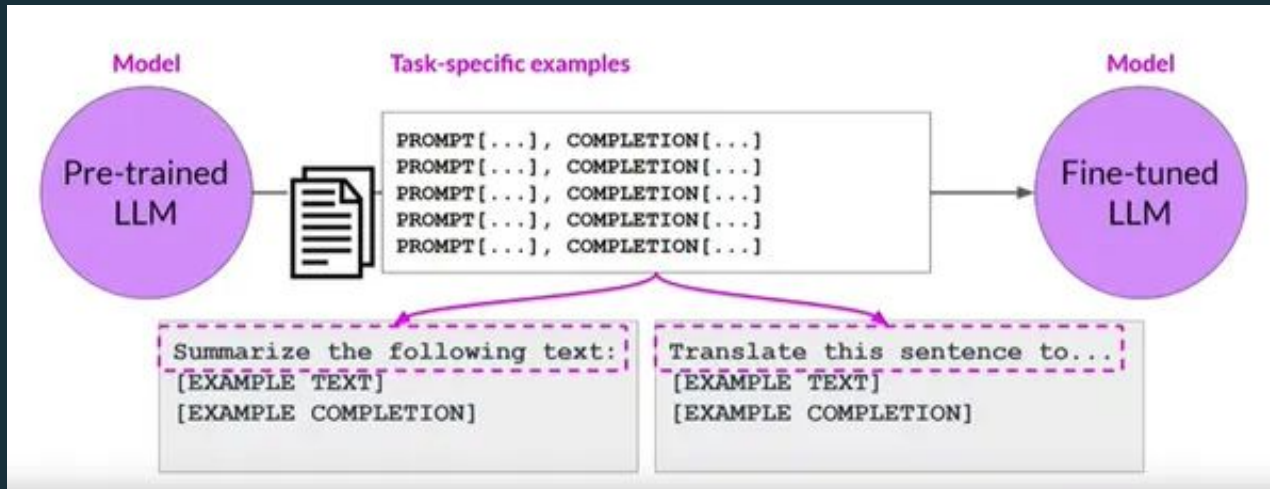 Model
Task-specific examples
Model
Pre-trained
LLM
PROMPT[...], COMPLETION[...]
PROMPT[...], COMPLETION[...]
PROMPT[...], COMPLETION[...]
PROMPT[...], COMPLETION[...]
PROMPT[...], COMPLETION[...]
Fine-tuned
LLM
Summarize the following text:
[EXAMPLE TEXT]
[EXAMPLE COMPLETION]
Translate this sentence to...
[EXAMPLE TEXT]
[EXAMPLE COMPLETION]